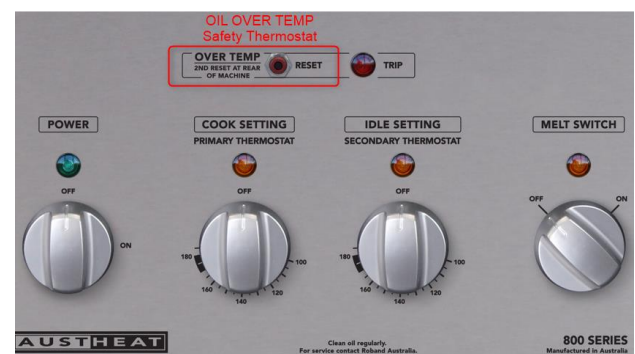 OIL OVER TEMP
Safety Thermostat
OVER TEMP
2ND RESET AT REAR
OF MACHINE
RESET
TRIP
POWER
COOK SETTING
IDLE SETTING
MELT SWITCH
PRIMARY THERMOSTAT
SECONDARY THERMOSTAT
OFF
OFF
OFF
OFF
ON
ON
180
160
140
120
100
180
160
140
120
100
AUSTHEAT
Clean oil regularly.
For service contact Roband Australia.
800 SERIES
Manufactured in Australia